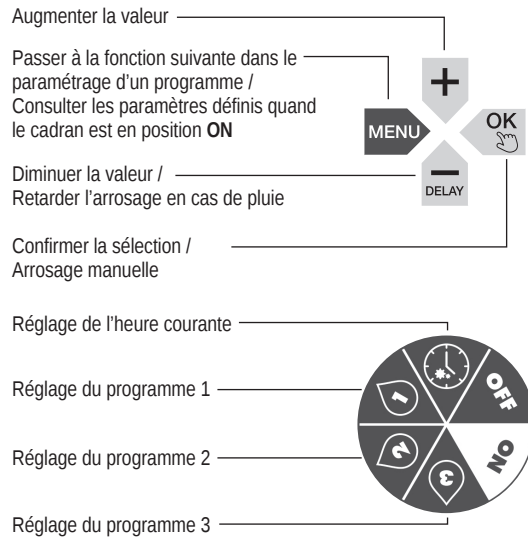 Augmenter la valeur
Passer à la fonction suivante dans le
paramétrage d'un programme /
Consulter les paramètres définis quand
le cadran est en position ON
+
MENU
OK
Diminuer la valeur /
Retarder l'arrosage en cas de pluie
DELAY
Confirmer la sélection /
Arrosage manuelle
Réglage de l'heure courante
OFF
Réglage du programme 1
1
ON
Réglage du programme 2
2
3
Réglage du programme 3